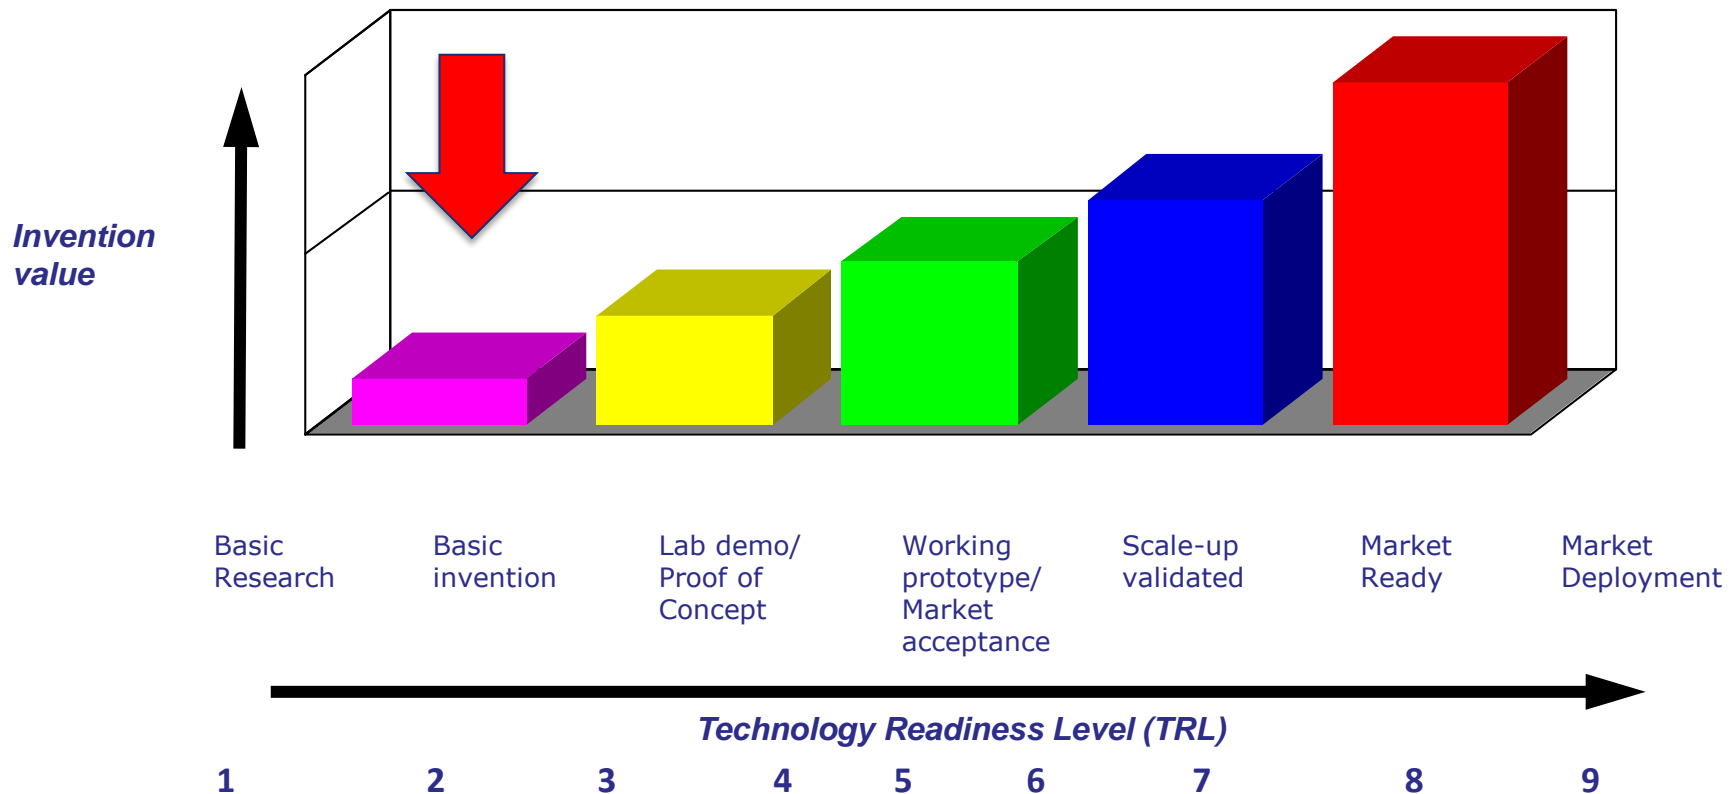 Invention
value
Basic
Research
Basic
invention
Lab demo/
Proof of
Concept
Working
prototype/
Market
acceptance
Scale-up
validated
Market
Ready
Market
Deployment
Technology Readiness Level (TRL)
1 2 3 4 5 6 7 8 9